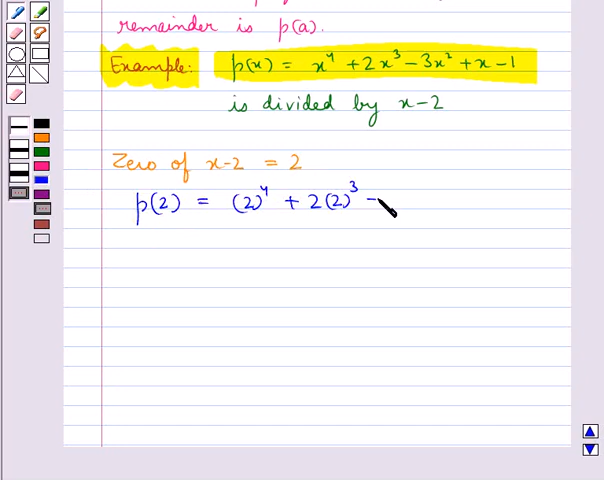 remainder is p(a).
Example: p(x) = x⁴ + 2x³ - 3x² + x - 1
is divided by x-2
Zero of x-2 = 2
p(2) = (2)⁴ + 2(2)³ -